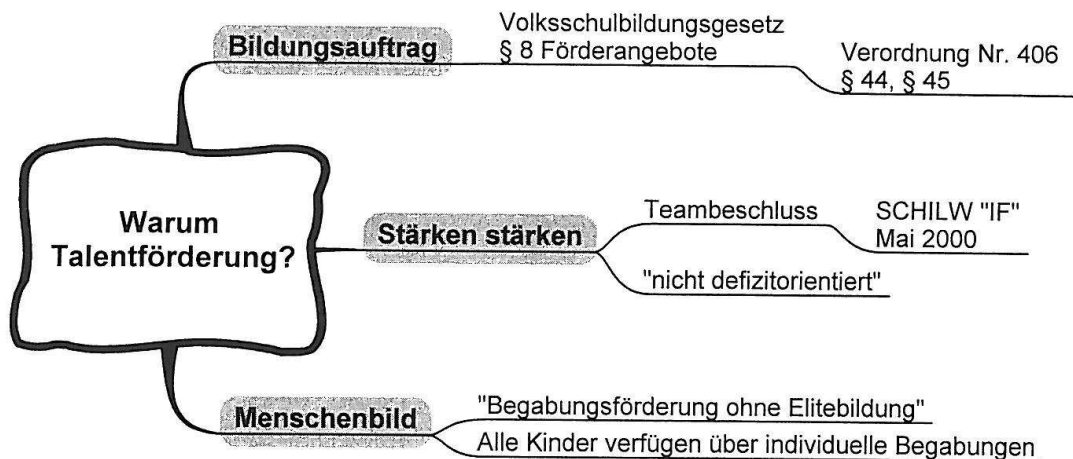 Bildungsauftrag
Volksschulbildungsgesetz
§ 8 Förderangebote
Verordnung Nr. 406
§ 44, § 45
Warum
Talentförderung?
Stärken stärken
Teambeschluss
SCHILW "IF"
Mai 2000
"nicht defizitorientiert"
Menschenbild
"Begabungsförderung ohne Elitebildung"
Alle Kinder verfügen über individuelle Begabungen